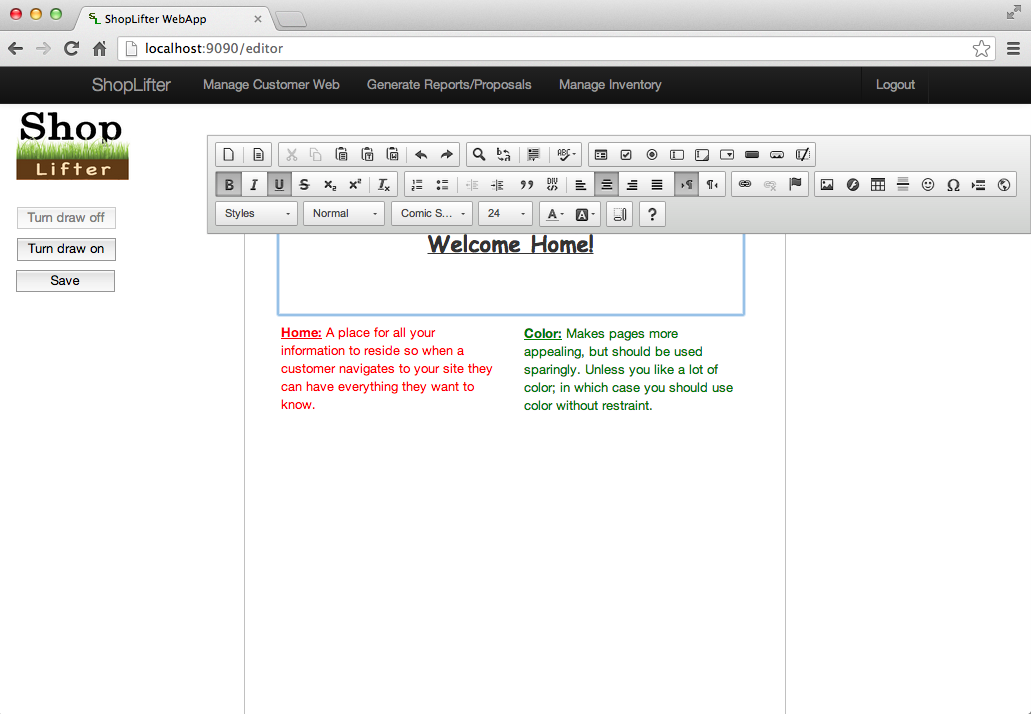 ShopLifter WebApp
localhost:9090/editor
ShopLifter Manage Customer Web Generate Reports/Proposals Manage Inventory Logout
Shop
Lifter
Turn draw off
Turn draw on
Save
B I U S x₂ x² Tx
Styles Normal Comic S... 24 A A ?
Welcome Home!
Home: A place for all your
information to reside so when a
customer navigates to your site they
can have everything they want to
know.
Color: Makes pages more
appealing, but should be used
sparingly. Unless you like a lot of
color; in which case you should use
color without restraint.